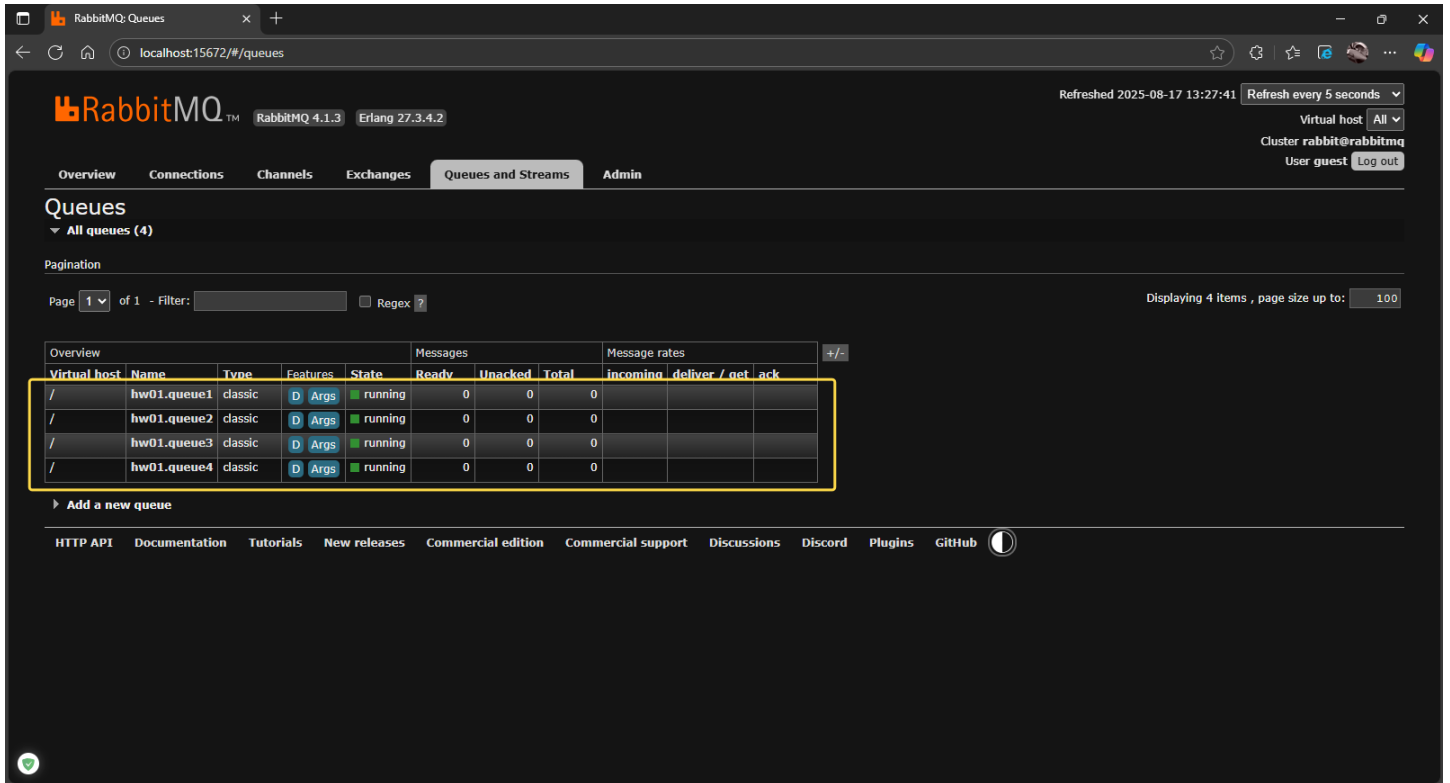 RabbitMQ: Queues
localhost:15672/#/queues
RabbitMQ TM RabbitMQ 4.1.3 Erlang 27.3.4.2
Refreshed 2025-08-17 13:27:41 Refresh every 5 seconds
Virtual host All
Cluster rabbit@rabbitmq
User guest Log out
Overview Connections Channels Exchanges Queues and Streams Admin
Queues
All queues (4)
Pagination
Page 1 of 1 - Filter: Regex ? Displaying 4 items , page size up to: 100
Overview Messages Message rates +/-
Virtual host Name Type Features State Ready Unacked Total incoming deliver / get ack
/ hw01.queue1 classic D Args running 0 0 0
/ hw01.queue2 classic D Args running 0 0 0
/ hw01.queue3 classic D Args running 0 0 0
/ hw01.queue4 classic D Args running 0 0 0
Add a new queue
HTTP API Documentation Tutorials New releases Commercial edition Commercial support Discussions Discord Plugins GitHub